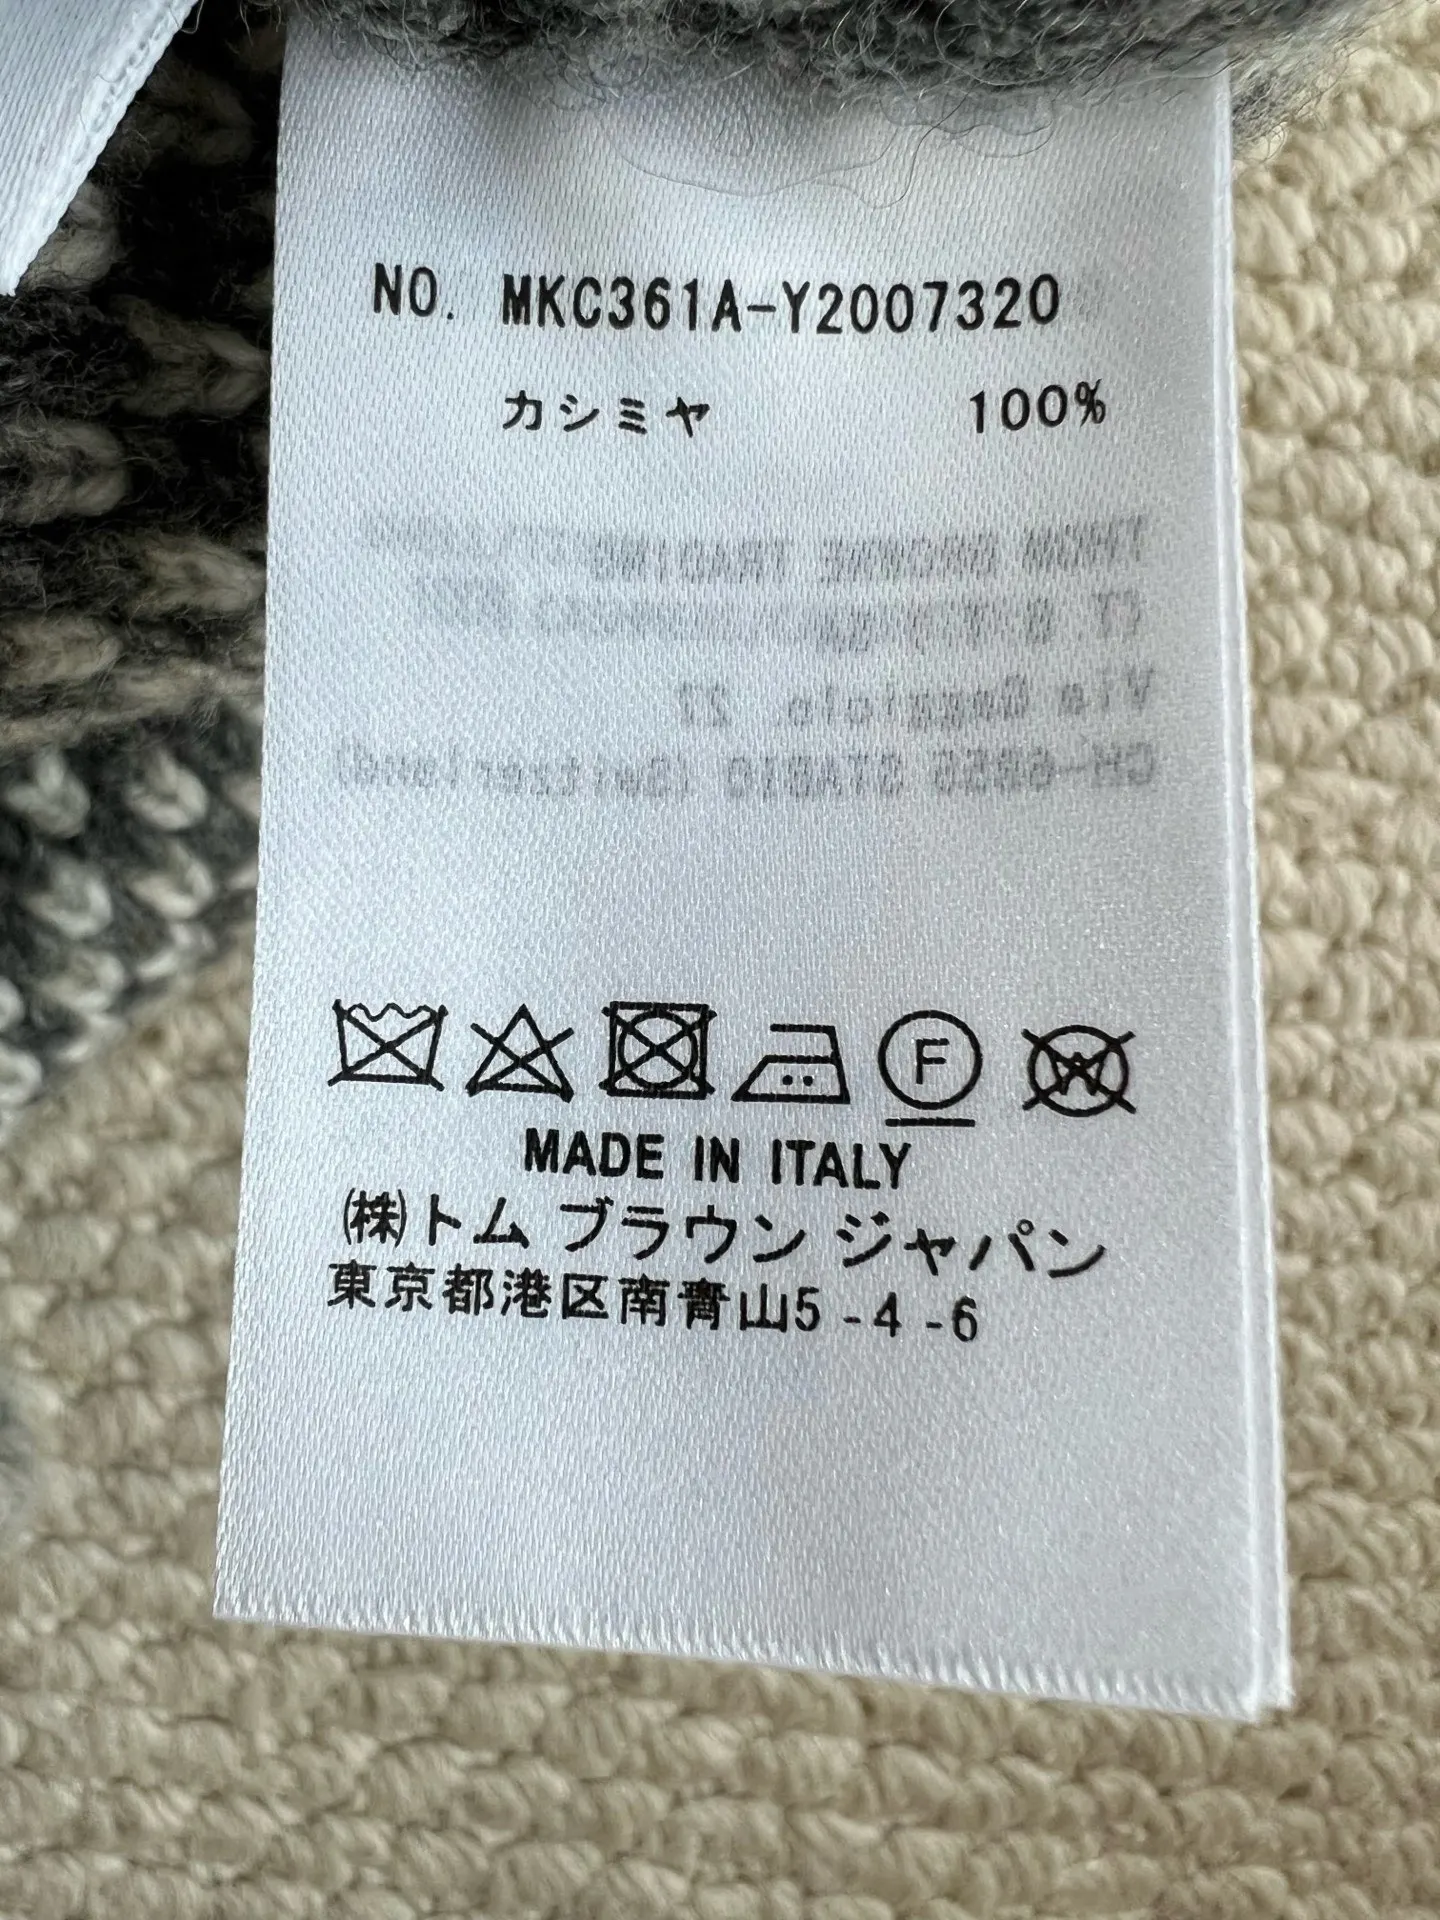 NO. MKC361A-Y2007320
カシミヤ 100%
F
W
MADE IN ITALY
㈱トム ブラウン ジャパン
東京都港区南青山5-4-6